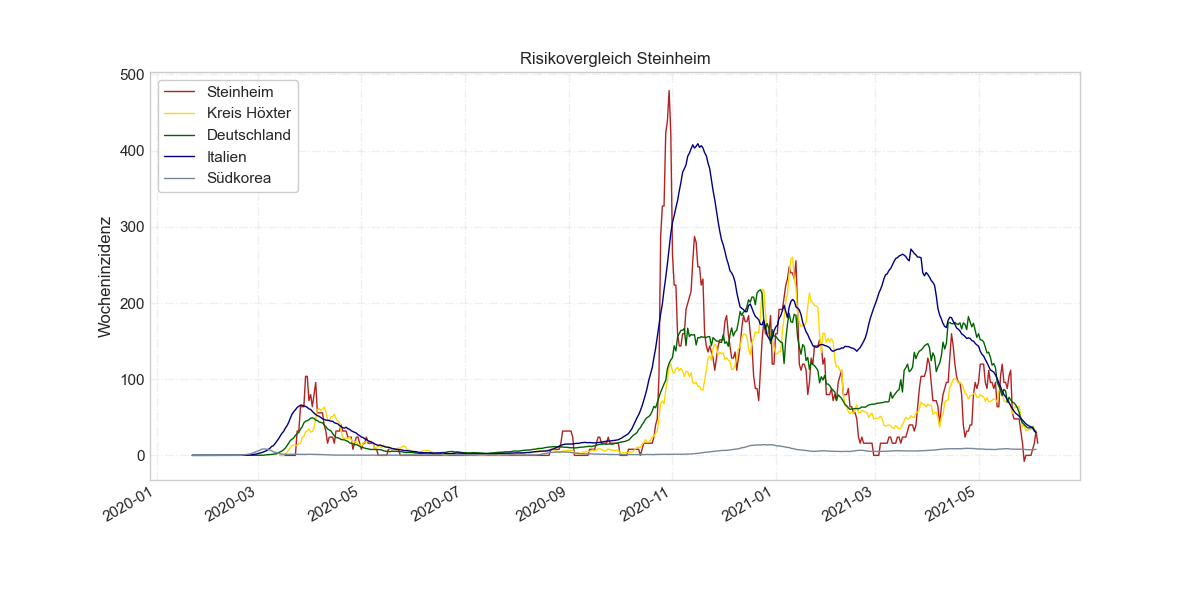 Risikovergleich Steinheim
Wocheninzidenz
500
400
300
200
100
0
Steinheim
Kreis Höxter
Deutschland
Italien
Südkorea
2020-01
2020-03
2020-05
2020-07
2020-09
2020-11
2021-01
2021-03
2021-05